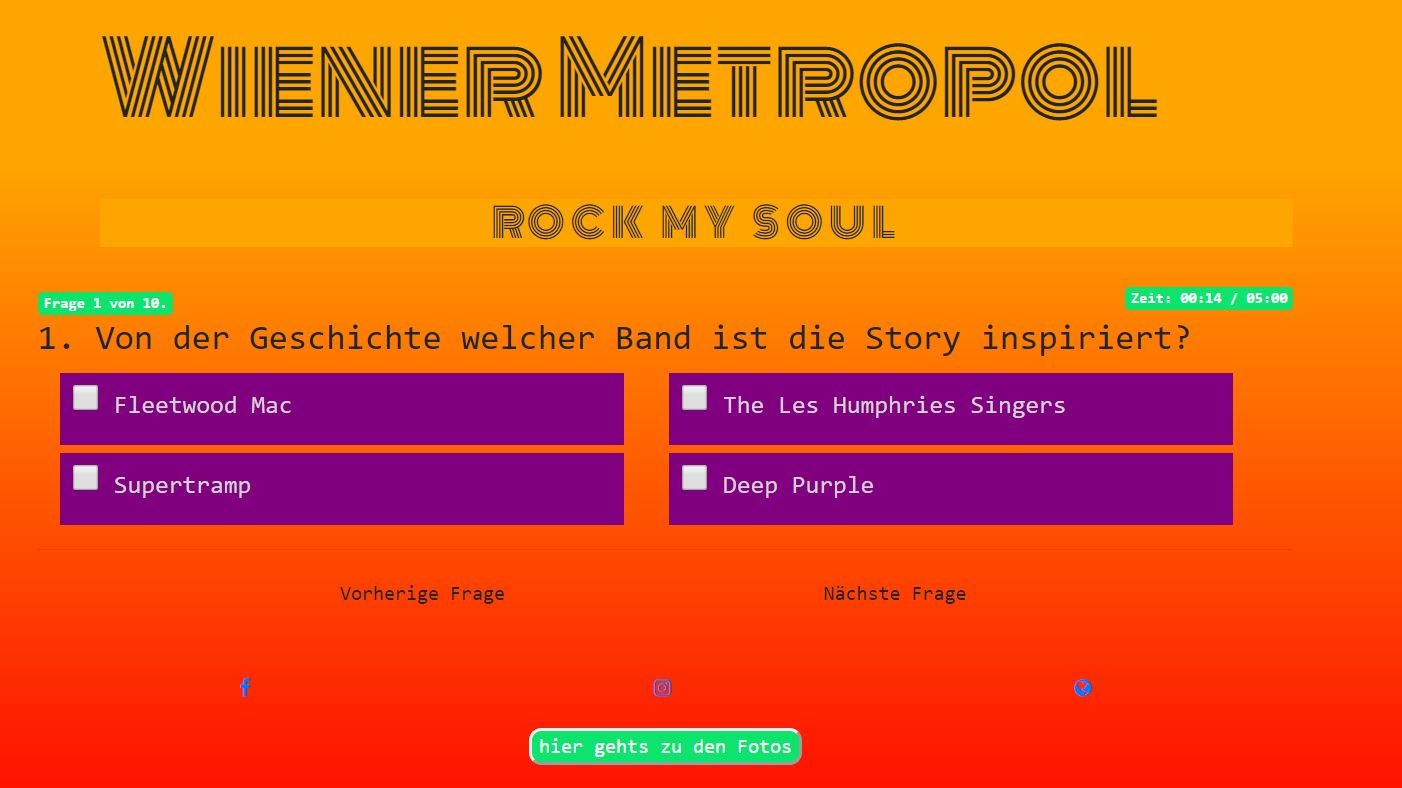 Wiener Metropol
ROCK MY SOUL
Frage 1 von 10.
Zeit: 00:14 / 05:00
1. Von der Geschichte welcher Band ist die Story inspiriert?
Fleetwood Mac
The Les Humphries Singers
Supertramp
Deep Purple
Vorherige Frage
Nächste Frage
hier gehts zu den Fotos